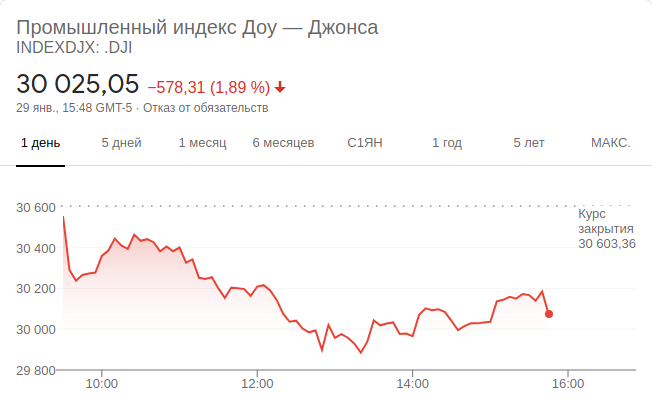 Промышленный индекс Доу — Джонса
INDEXDJX: .DJI
30 025,05 −578,31 (1,89 %)
29 янв., 15:48 GMT-5 · Отказ от обязательств
1 день 5 дней 1 месяц 6 месяцев С1ЯН 1 год 5 лет МАКС.
30 600
Курс
закрытия
30 603,36
30 400
30 200
30 000
29 800
10:00 12:00 14:00 16:00